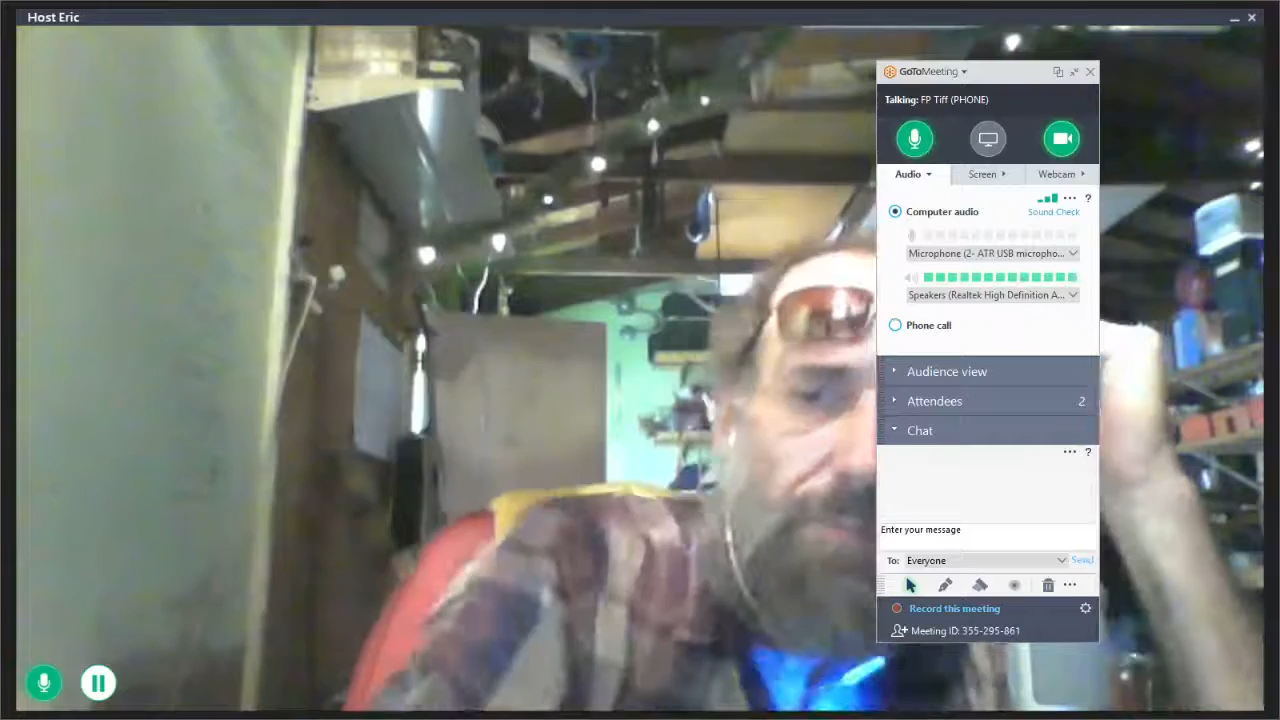 Host Eric
GoToMeeting
Talking: FP Tiff (PHONE)
Audio
Screen
Webcam
?
Computer audio
Sound Check
Microphone (2- ATR USB micropho...
Speakers (Realtek High Definition A...
Phone call
Audience view
Attendees 2
Chat
?
Enter your message
To: Everyone
Send
Record this meeting
Meeting ID: 355-295-861